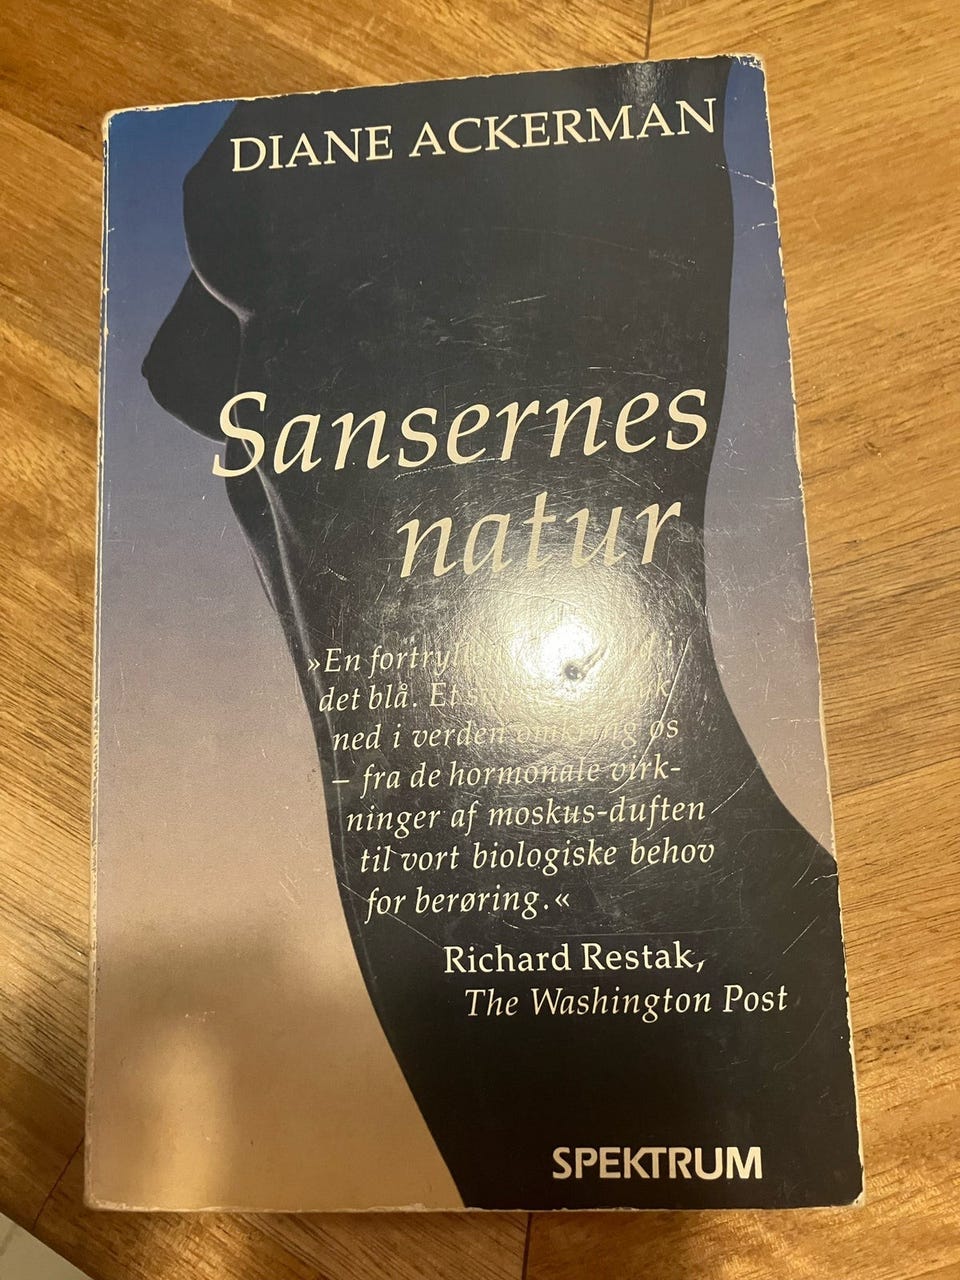 DIANE ACKERMAN
Sansernes
natur
»En fortryllende i
det blå. Et
ned i verden omkring os
– fra de hormonale virk-
ninger af moskus-duften
til vort biologiske behov
for berøring.«
Richard Restak,
The Washington Post
SPEKTRUM